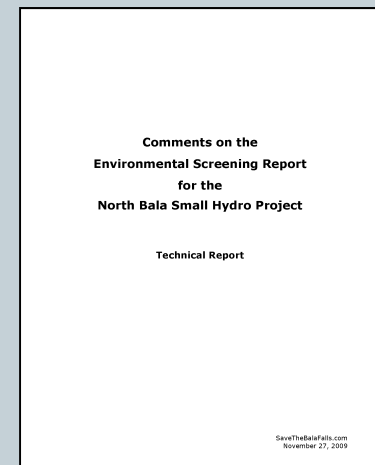 Comments on the
Environmental Screening Report
for the
North Bala Small Hydro Project
Technical Report
SaveTheBalaFalls.com
November 27, 2009